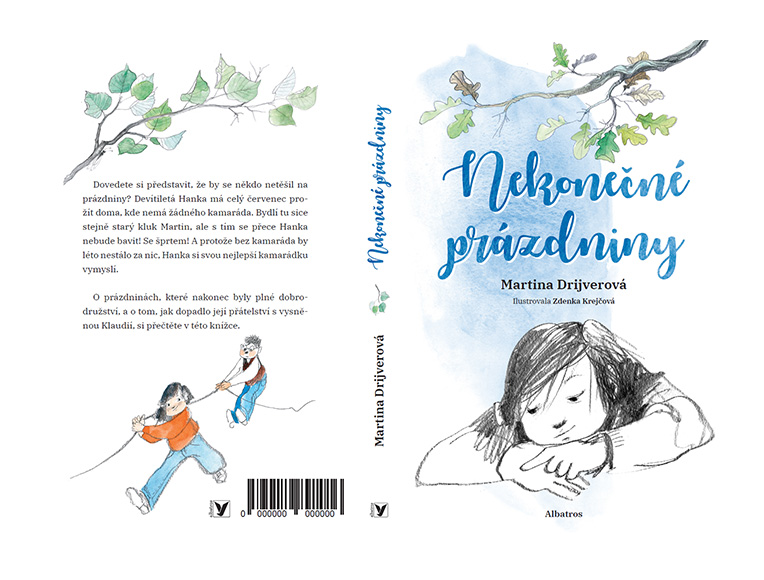 Dovedete si představit, že by se někdo netěšil na
prázdniny? Devítiletá Hanka má celý červenec pro-
žít doma, kde nemá žádného kamaráda. Bydlí tu sice
stejně starý kluk Martin, ale s tím se přece Hanka
nebude bavit! Se šprtem! A protože bez kamaráda by
léto nestálo za nic, Hanka si svou nejlepší kamarádku
vymyslí.
O prázdninách, které nakonec byly plné dobro-
družství, a o tom, jak dopadlo její přátelství s vysně-
nou Klaudií, si přečtěte v této knížce.
0 000000 000000
Nekonečné prázdniny
Martina Drijverová
Nekonečné
prázdniny
Martina Drijverová
Ilustrovala Zdenka Krejčová
Albatros